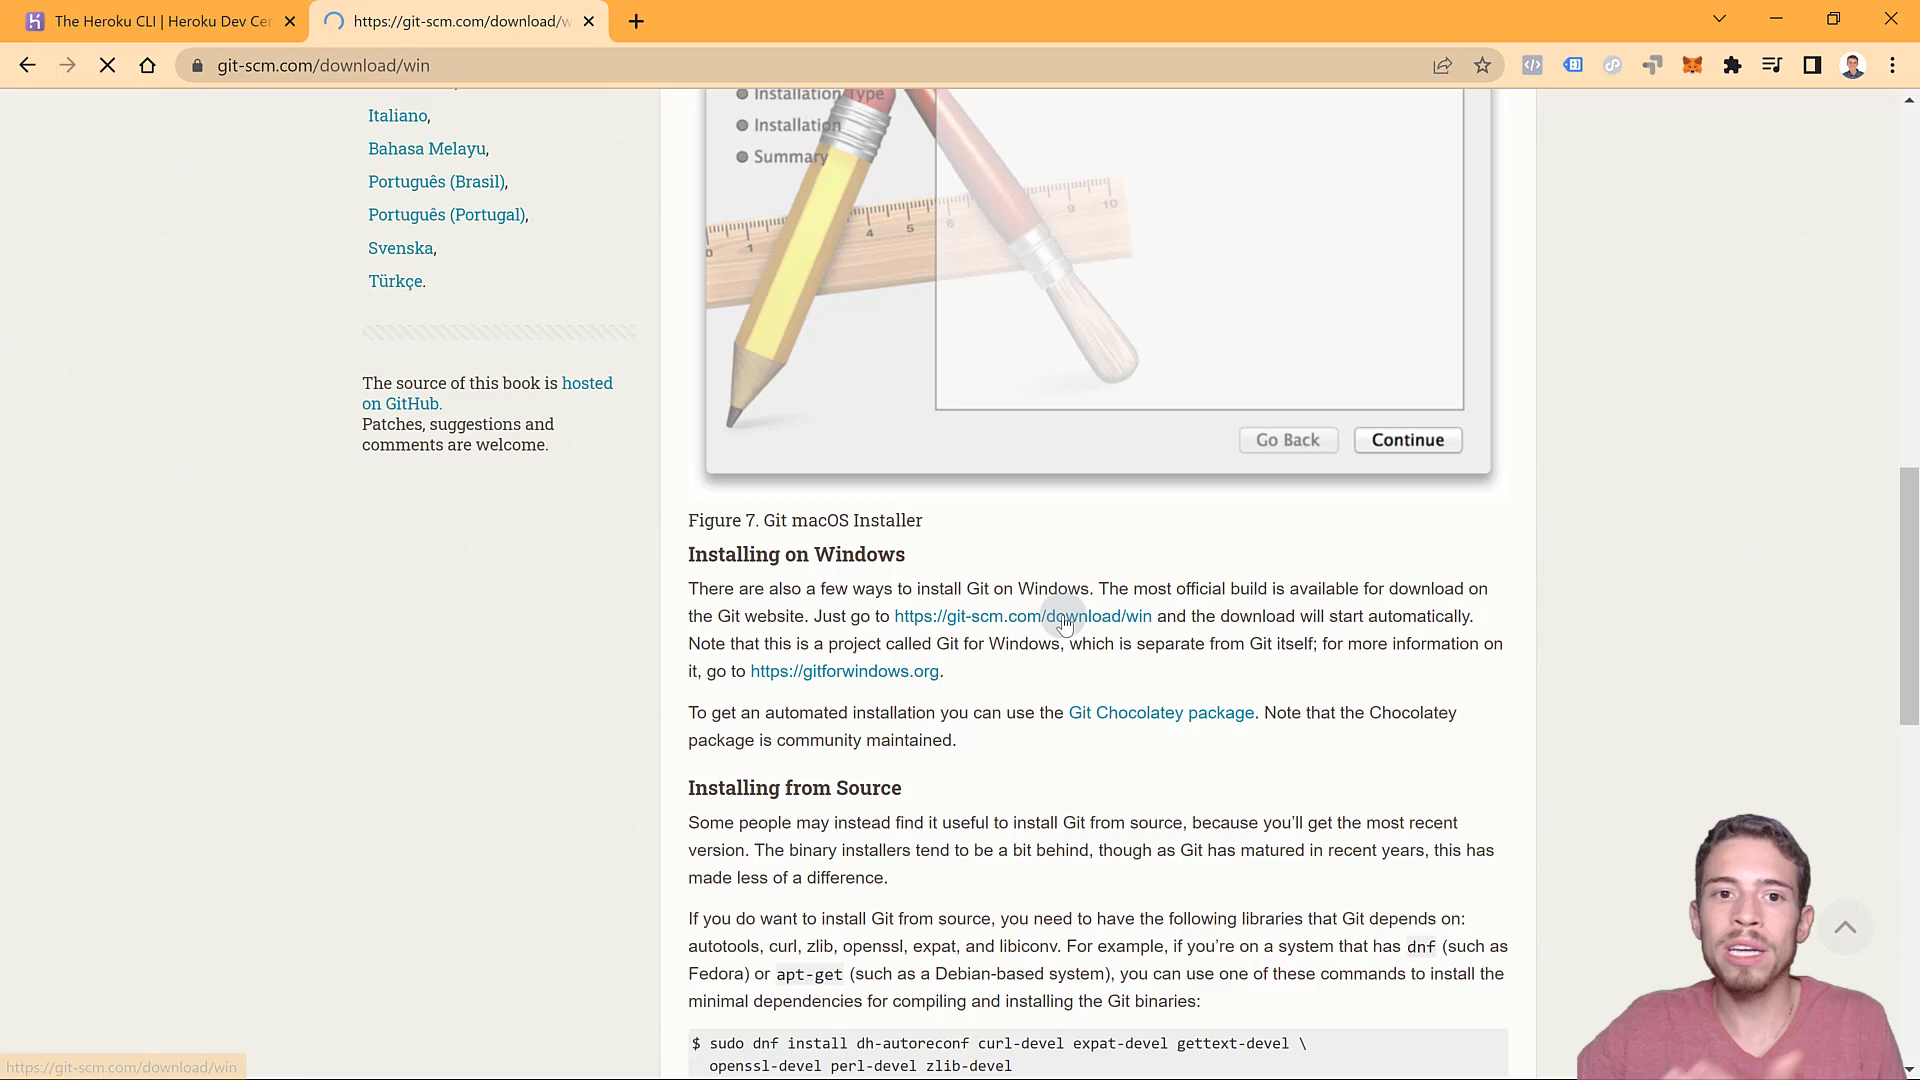 The Heroku CLI | Heroku Dev Cen
https://git-scm.com/download/w
git-scm.com/download/win
Italiano,
Bahasa Melayu,
Português (Brasil),
Português (Portugal),
Svenska,
Türkçe.
The source of this book is hosted
on GitHub.
Patches, suggestions and
comments are welcome.
Installation Type
Installation
Summary
0 1 4 5 6 9 10
Go Back Continue
Figure 7. Git macOS Installer
Installing on Windows
There are also a few ways to install Git on Windows. The most official build is available for download on
the Git website. Just go to https://git-scm.com/download/win and the download will start automatically.
Note that this is a project called Git for Windows, which is separate from Git itself; for more information on
it, go to https://gitforwindows.org.
To get an automated installation you can use the Git Chocolatey package. Note that the Chocolatey
package is community maintained.
Installing from Source
Some people may instead find it useful to install Git from source, because you’ll get the most recent
version. The binary installers tend to be a bit behind, though as Git has matured in recent years, this has
made less of a difference.
If you do want to install Git from source, you need to have the following libraries that Git depends on:
autotools, curl, zlib, openssl, expat, and libiconv. For example, if you’re on a system that has dnf (such as
Fedora) or apt-get (such as a Debian-based system), you can use one of these commands to install the
minimal dependencies for compiling and installing the Git binaries:
$ sudo dnf install dh-autoreconf curl-devel expat-devel gettext-devel \
openssl-devel perl-devel zlib-devel
https://git-scm.com/download/win